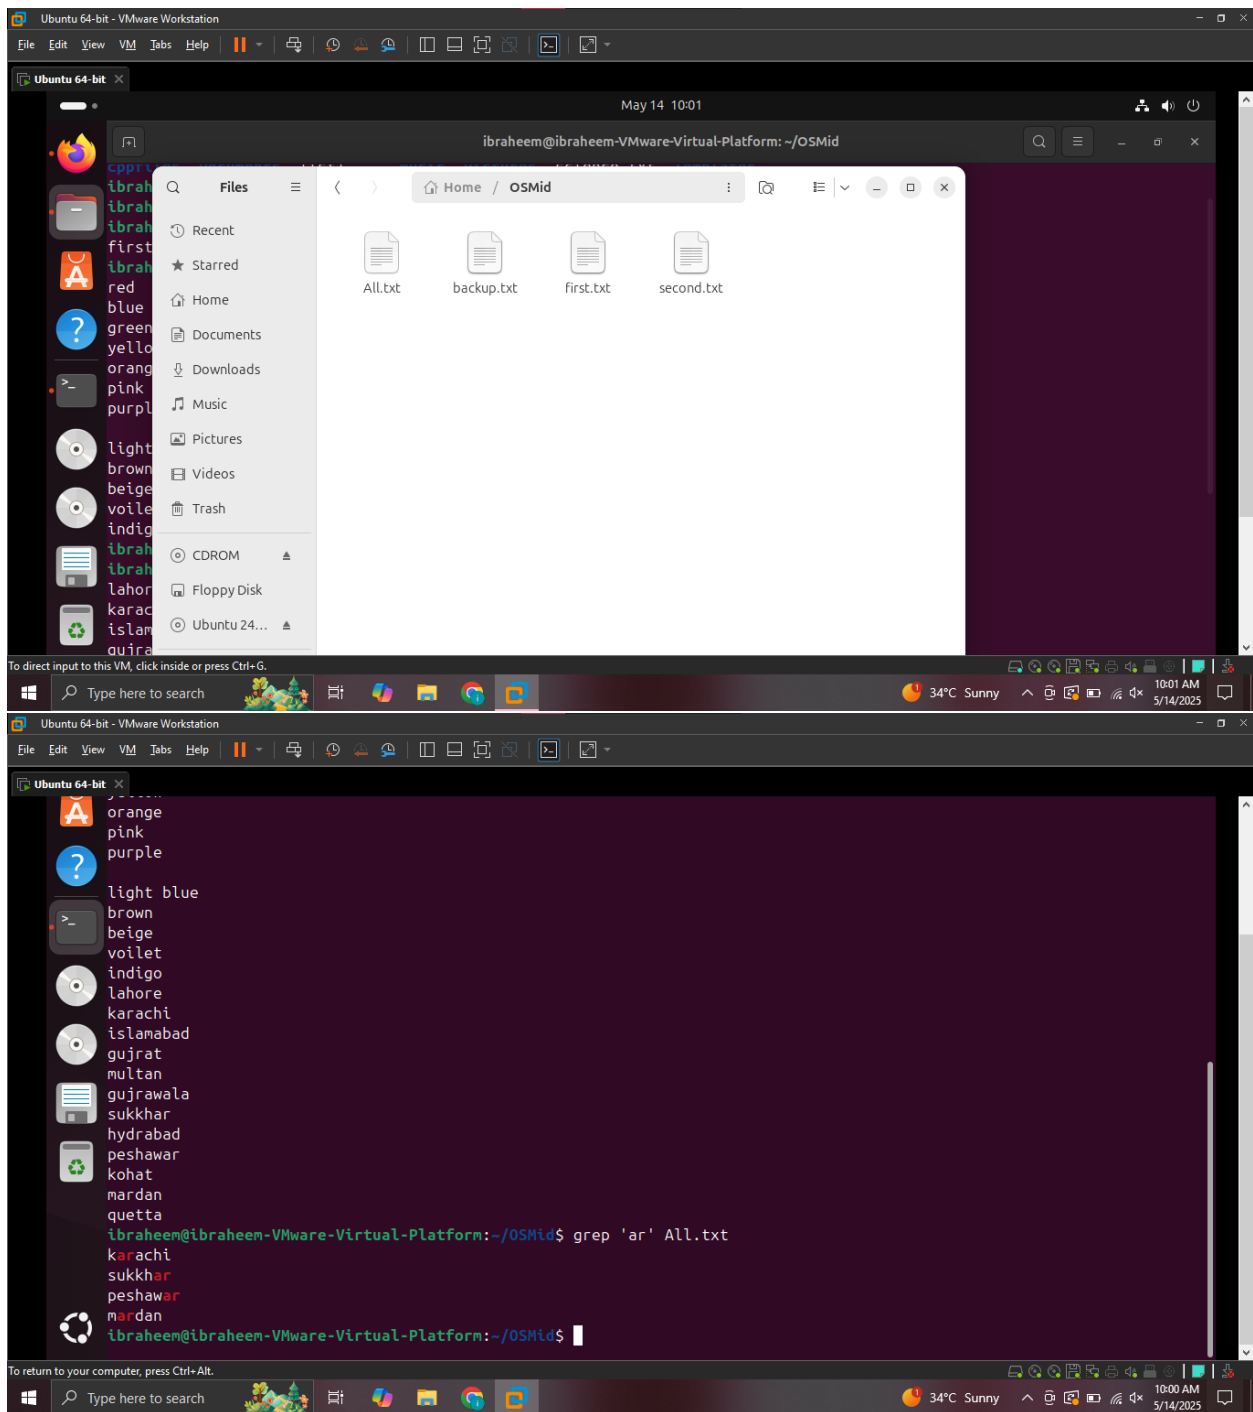 Ubuntu 64-bit - VMware Workstation
File Edit View VM Tabs Help
Ubuntu 64-bit
May 14 10:01
ibraheem@ibraheem-VMware-Virtual-Platform: ~/OSMid
ibrah
ibrah
ibrah
first
ibrah
red
blue
green
yello
orang
pink
purpl
light
brown
beige
voile
indig
ibrah
ibrah
lahor
karac
islam
gujra
Files
Home / OSMid
Recent
Starred
Home
Documents
Downloads
Music
Pictures
Videos
Trash
CDROM
Floppy Disk
Ubuntu 24...
All.txt backup.txt first.txt second.txt
To direct input to this VM, click inside or press Ctrl+G.
Type here to search
34°C Sunny
10:01 AM
5/14/2025
Ubuntu 64-bit - VMware Workstation
File Edit View VM Tabs Help
Ubuntu 64-bit
orange
pink
purple
light blue
brown
beige
voilet
indigo
lahore
karachi
islamabad
gujrat
multan
gujrawala
sukkhar
hydrabad
peshawar
kohat
mardan
quetta
ibraheem@ibraheem-VMware-Virtual-Platform:~/OSMid$ grep 'ar' All.txt
karachi
sukkhar
peshawar
mardan
ibraheem@ibraheem-VMware-Virtual-Platform:~/OSMid$
To return to your computer, press Ctrl+Alt.
Type here to search
34°C Sunny
10:00 AM
5/14/2025